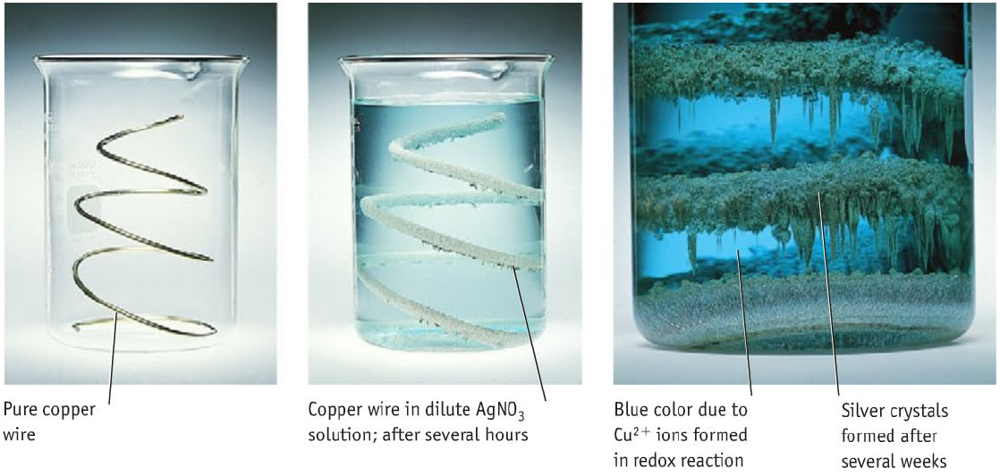 Pure copper
wire
Copper wire in dilute AgNO₃
solution; after several hours
Blue color due to
Cu²⁺ ions formed
in redox reaction
Silver crystals
formed after
several weeks